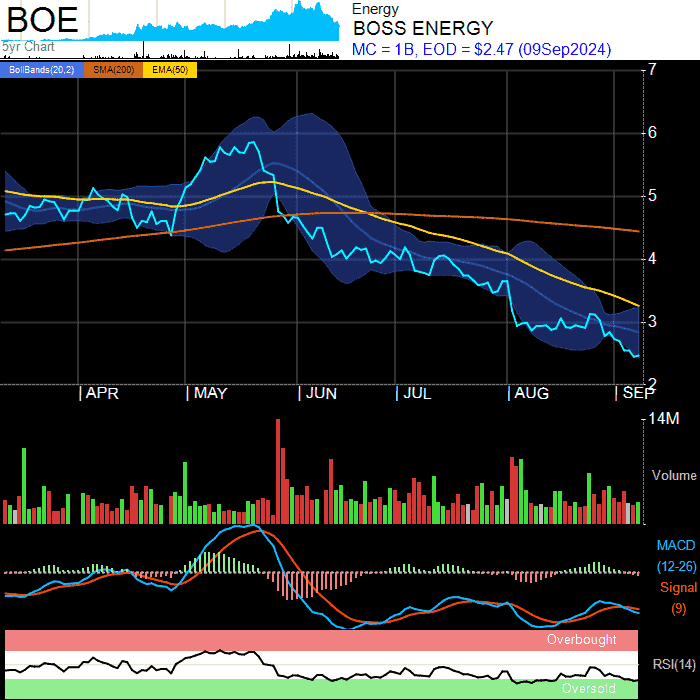 BOE
5yr Chart
Energy
BOSS ENERGY
MC = 1B, EOD = $2.47 (09Sep2024)
BollBands(20,2) SMA(200) EMA(50)
7
6
5
4
3
2
APR MAY JUN JUL AUG SEP
14M
Volume
MACD
(12-26)
Signal
(9)
Overbought
RSI(14)
Oversold